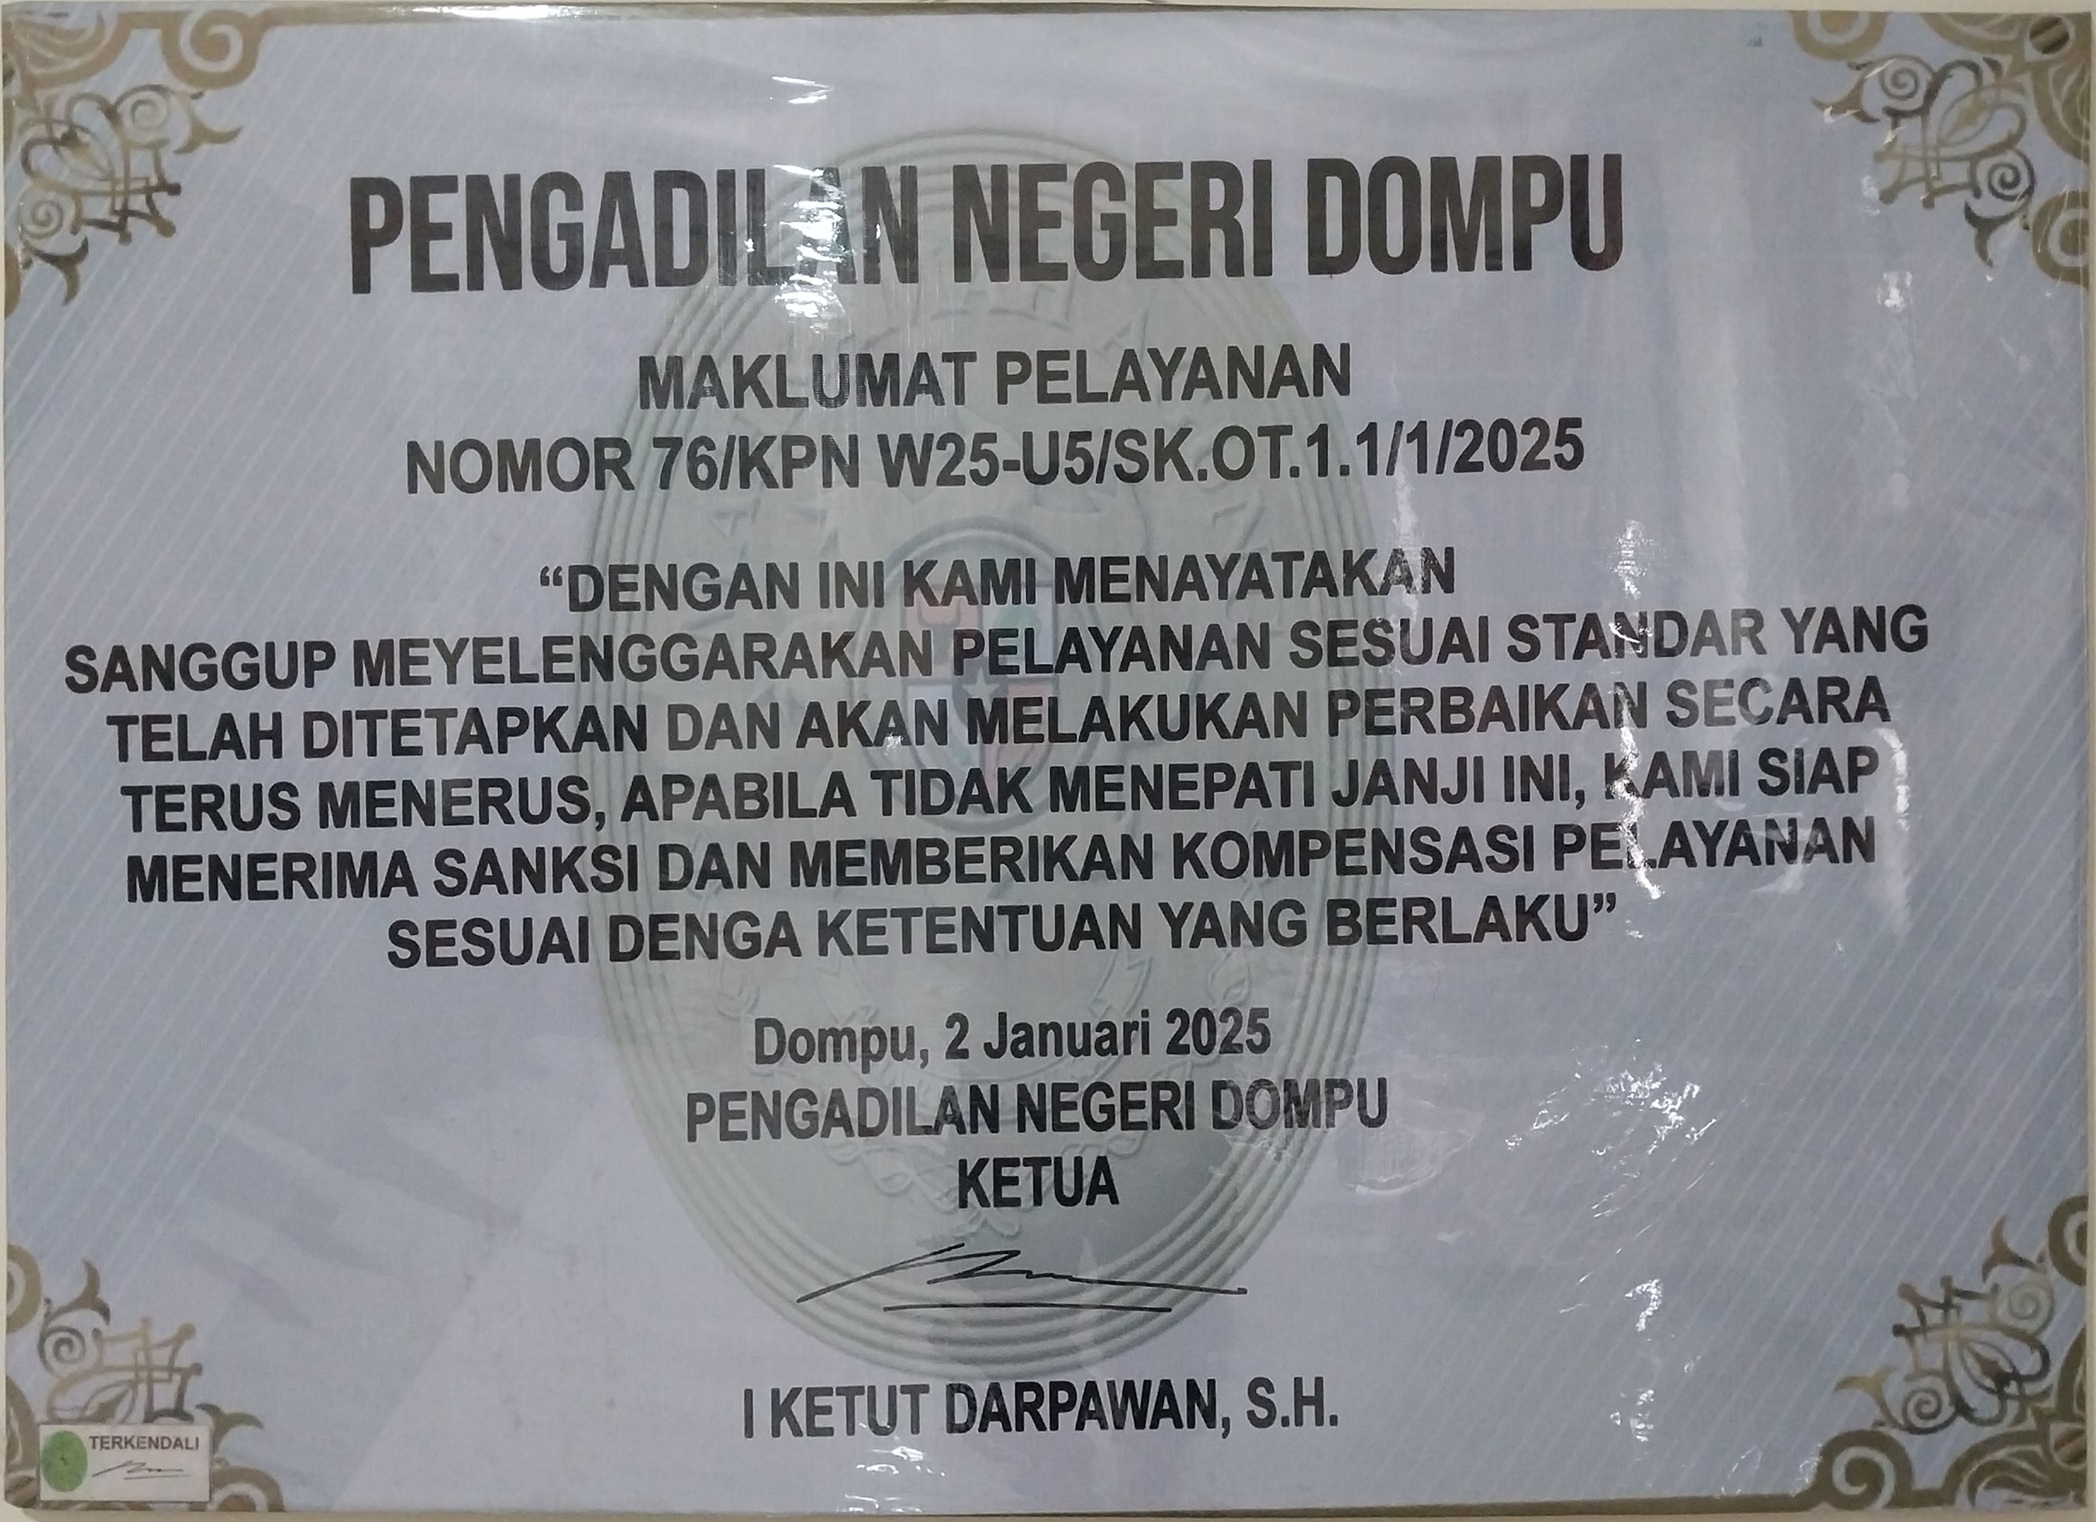 PENGADILAN NEGERI DOMPU
MAKLUMAT PELAYANAN
NOMOR 76/KPN W25-U5/SK.OT.1.1/1/2025
“DENGAN INI KAMI MENAYATAKAN
SANGGUP MEYELENGGARAKAN PELAYANAN SESUAI STANDAR YANG
TELAH DITETAPKAN DAN AKAN MELAKUKAN PERBAIKAN SECARA
TERUS MENERUS, APABILA TIDAK MENEPATI JANJI INI, KAMI SIAP
MENERIMA SANKSI DAN MEMBERIKAN KOMPENSASI PELAYANAN
SESUAI DENGA KETENTUAN YANG BERLAKU”
Dompu, 2 Januari 2025
PENGADILAN NEGERI DOMPU
KETUA
I KETUT DARPAWAN, S.H.
TERKENDALI